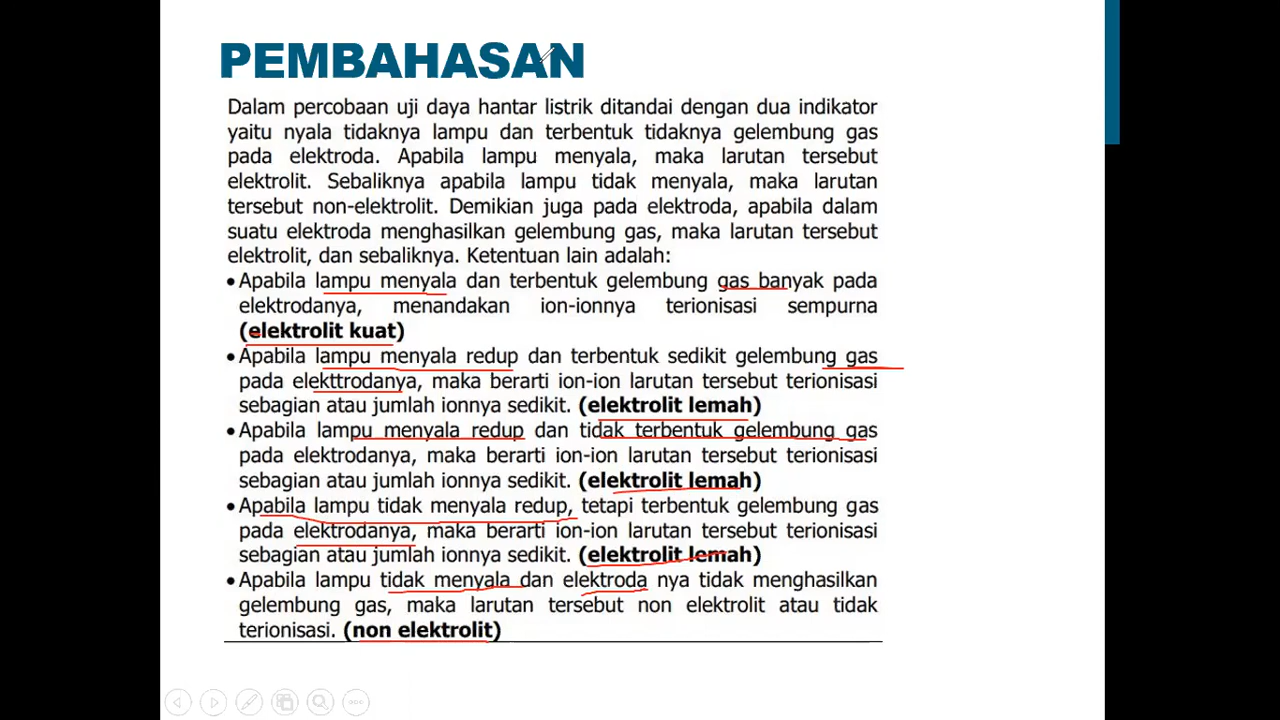 PEMBAHASAN
Dalam percobaan uji daya hantar listrik ditandai dengan dua indikator
yaitu nyala tidaknya lampu dan terbentuk tidaknya gelembung gas
pada elektroda. Apabila lampu menyala, maka larutan tersebut
elektrolit. Sebaliknya apabila lampu tidak menyala, maka larutan
tersebut non-elektrolit. Demikian juga pada elektroda, apabila dalam
suatu elektroda menghasilkan gelembung gas, maka larutan tersebut
elektrolit, dan sebaliknya. Ketentuan lain adalah:
• Apabila lampu menyala dan terbentuk gelembung gas banyak pada
elektrodanya, menandakan ion-ionnya terionisasi sempurna
(elektrolit kuat)
• Apabila lampu menyala redup dan terbentuk sedikit gelembung gas
pada elekttrodanya, maka berarti ion-ion larutan tersebut terionisasi
sebagian atau jumlah ionnya sedikit. (elektrolit lemah)
• Apabila lampu menyala redup dan tidak terbentuk gelembung gas
pada elektrodanya, maka berarti ion-ion larutan tersebut terionisasi
sebagian atau jumlah ionnya sedikit. (elektrolit lemah)
• Apabila lampu tidak menyala redup, tetapi terbentuk gelembung gas
pada elektrodanya, maka berarti ion-ion larutan tersebut terionisasi
sebagian atau jumlah ionnya sedikit. (elektrolit lemah)
• Apabila lampu tidak menyala dan elektroda nya tidak menghasilkan
gelembung gas, maka larutan tersebut non elektrolit atau tidak
terionisasi. (non elektrolit)